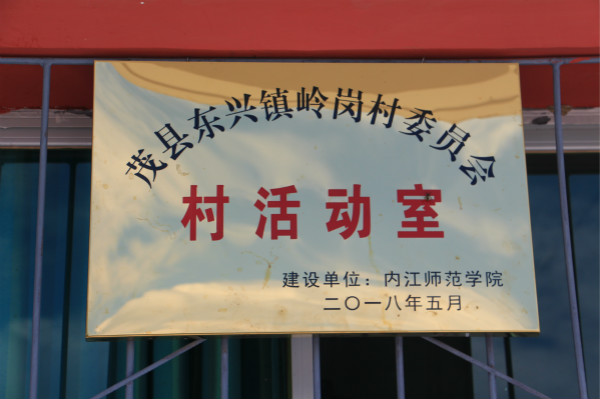 茂县东兴镇岭岗村委员会
村活动室
建设单位：内江师范学院
二〇一八年五月